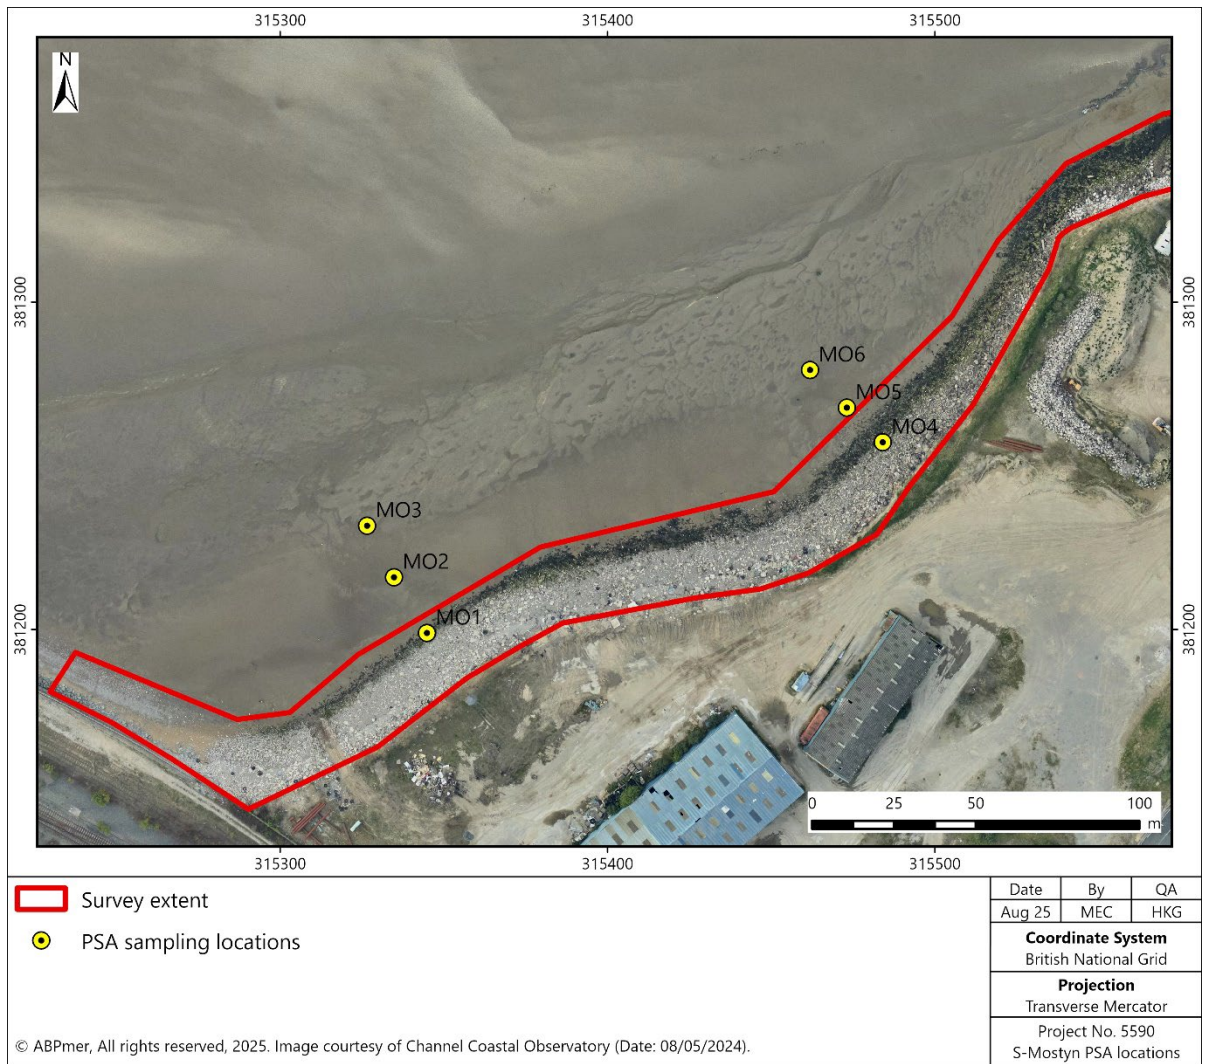 315300 315400 315500
N
381300 381300
MO6
MO5
MO4
MO3
MO2
MO1
381200 381200
0 25 50 100
m
315300 315400 315500
Survey extent
PSA sampling locations
Date By QA
Aug 25 MEC HKG
Coordinate System
British National Grid
Projection
Transverse Mercator
Project No. 5590
S-Mostyn PSA locations
© ABPmer, All rights reserved, 2025. Image courtesy of Channel Coastal Observatory (Date: 08/05/2024).